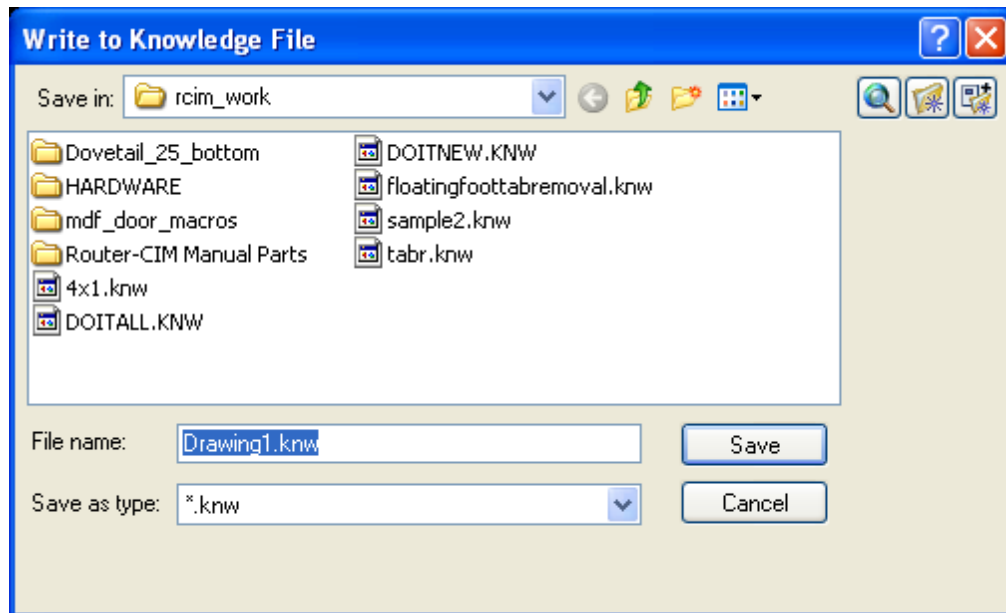 Write to Knowledge File
Save in: rcim_work
Dovetail_25_bottom
HARDWARE
mdf_door_macros
Router-CIM Manual Parts
4x1.knw
DOITALL.KNW
DOITNEW.KNW
floatingfoottabremoval.knw
sample2.knw
tabr.knw
File name: Drawing1.knw Save
Save as type: *.knw Cancel